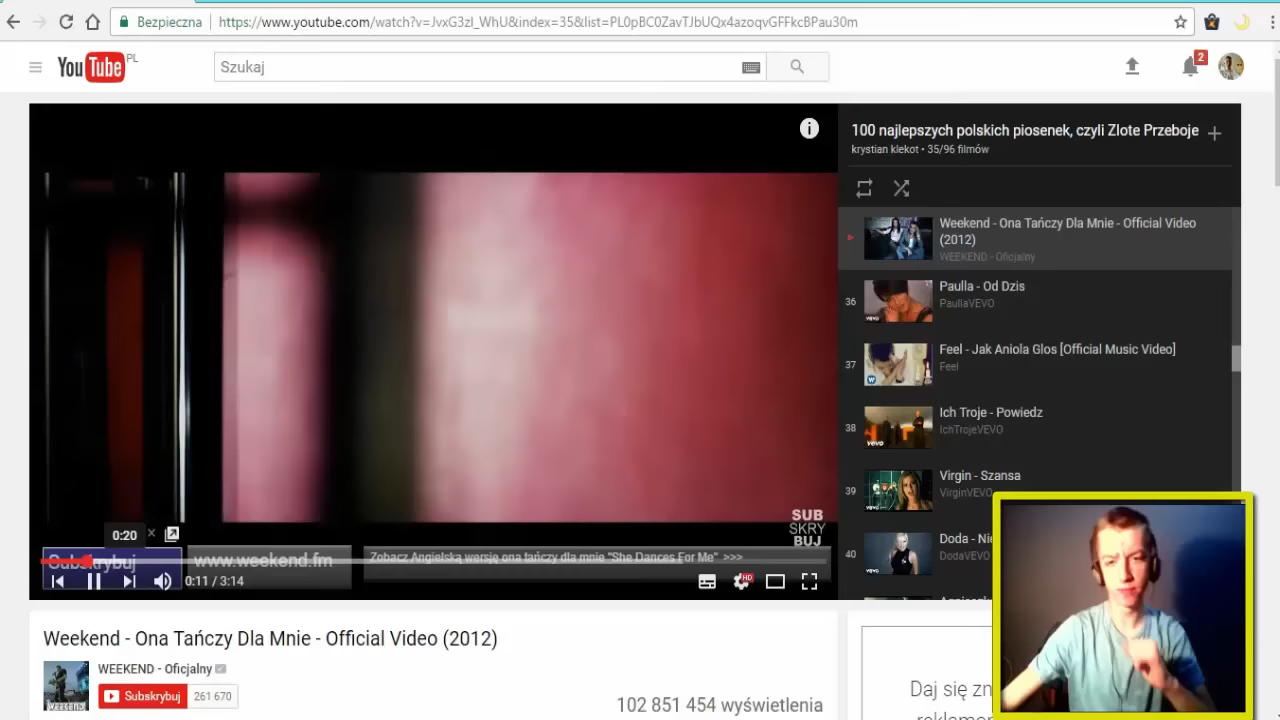 Bezpieczna
https://www.youtube.com/watch?v=JvxG3zl_WhU&index=35&list=PL0pBC0ZavTJbUQx4azoqvGFFkcBPau30m
YouTube PL
Szukaj
2
100 najlepszych polskich piosenek, czyli Zlote Przeboje
krystian klekot • 35/96 filmów
Weekend - Ona Tańczy Dla Mnie - Official Video
(2012)
WEEKEND - Oficjalny
36
Paulla - Od Dzis
PaullaVEVO
37
Feel - Jak Aniola Glos [Official Music Video]
Feel
38
Ich Troje - Powiedz
IchTrojeVEVO
vevo
39
Virgin - Szansa
VirginVEVO
vevo
40
Doda - Nie
DodaVEVO
SUB
SKRY
BUJ
0:20
Subskrybuj
www.weekend.fm
Zobacz Angielską wersję ona tańczy dla mnie "She Dances For Me" >>>
0:11 / 3:14
HD
Weekend - Ona Tańczy Dla Mnie - Official Video (2012)
WEEKEND - Oficjalny
Subskrybuj
261 670
102 851 454 wyświetlenia
Daj się zn